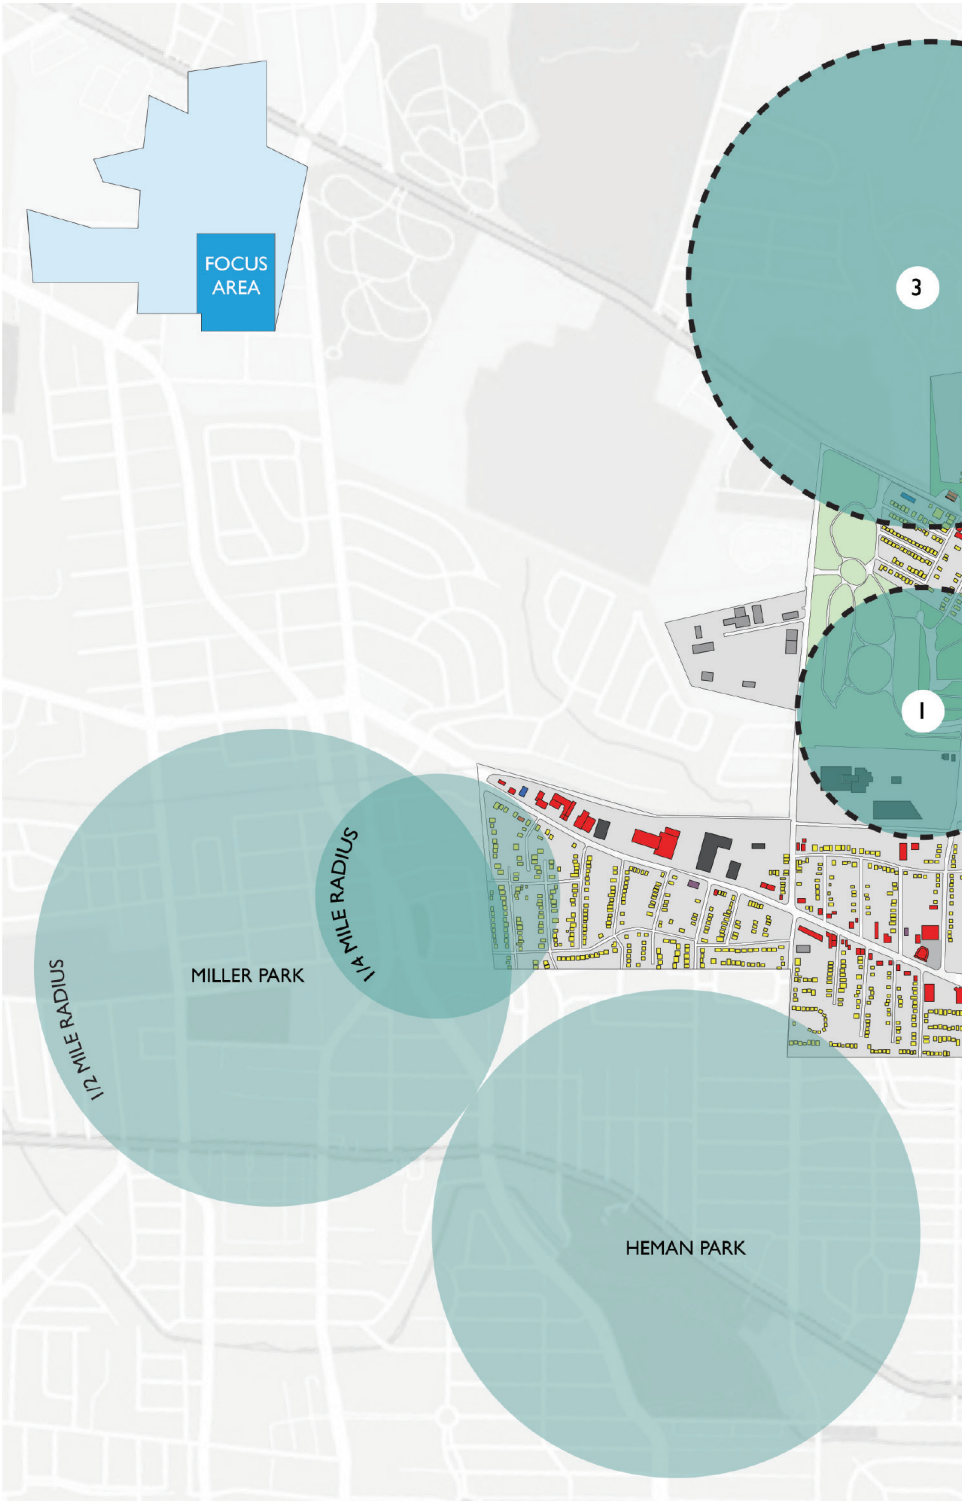 FOCUS
AREA
3
1
1/4 MILE RADIUS
MILLER PARK
1/2 MILE RADIUS
HEMAN PARK